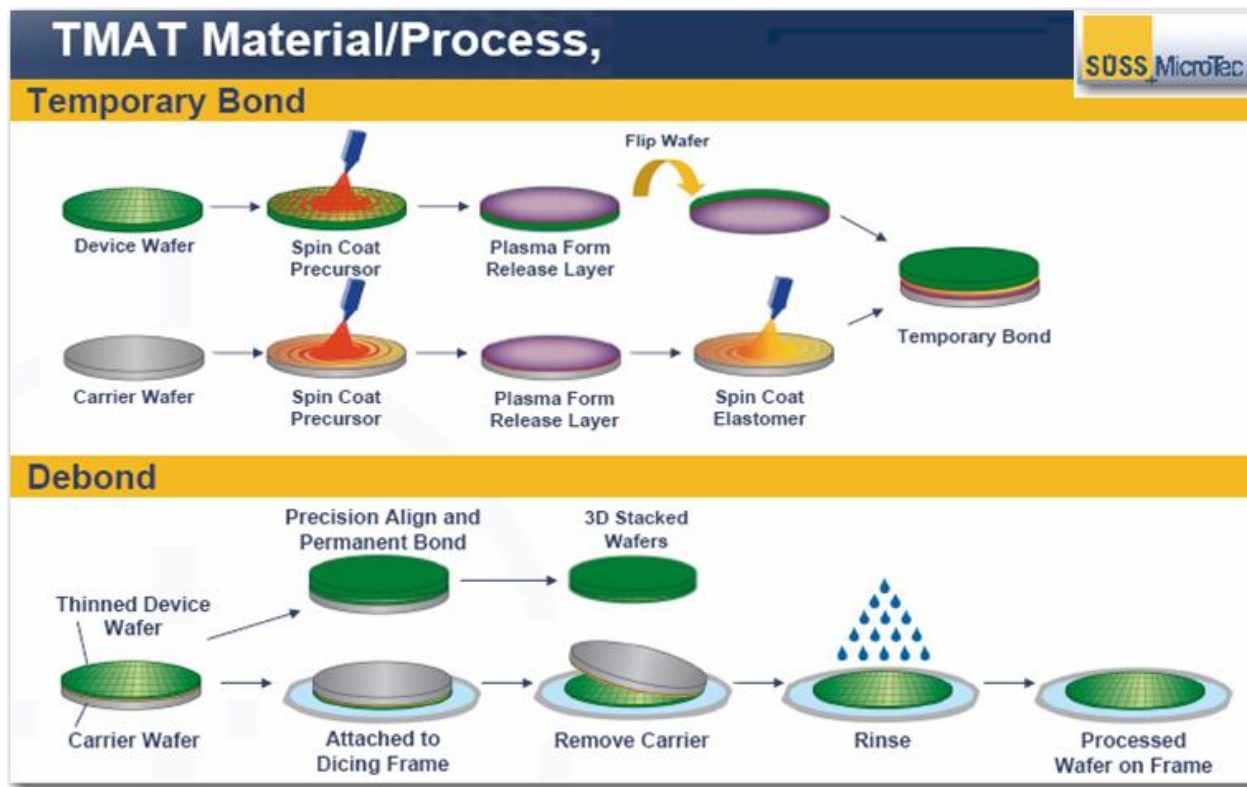 TMAT Material/Process,
SÜSS MicroTec
Temporary Bond
Flip Wafer
Device Wafer
Spin Coat
Precursor
Plasma Form
Release Layer
Temporary Bond
Carrier Wafer
Spin Coat
Precursor
Plasma Form
Release Layer
Spin Coat
Elastomer
Debond
Precision Align and
Permanent Bond
3D Stacked
Wafers
Thinned Device
Wafer
Carrier Wafer
Attached to
Dicing Frame
Remove Carrier
Rinse
Processed
Wafer on Frame